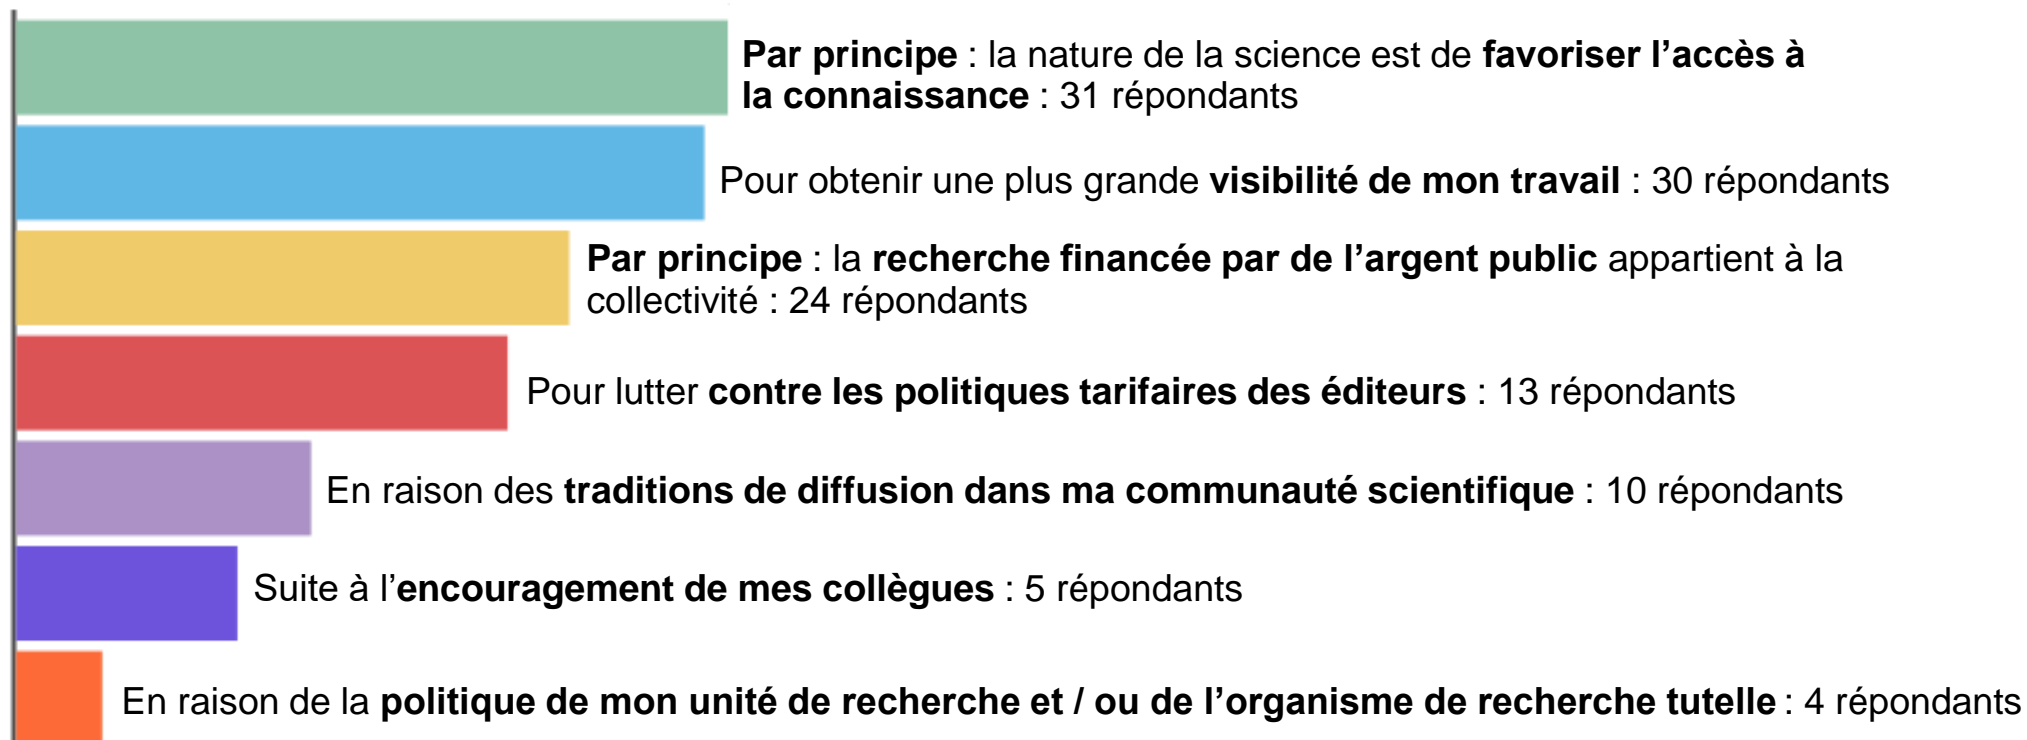 Par principe : la nature de la science est de favoriser l’accès à
la connaissance : 31 répondants
Pour obtenir une plus grande visibilité de mon travail : 30 répondants
Par principe : la recherche financée par de l’argent public appartient à la
collectivité : 24 répondants
Pour lutter contre les politiques tarifaires des éditeurs : 13 répondants
En raison des traditions de diffusion dans ma communauté scientifique : 10 répondants
Suite à l’encouragement de mes collègues : 5 répondants
En raison de la politique de mon unité de recherche et / ou de l’organisme de recherche tutelle : 4 répondants